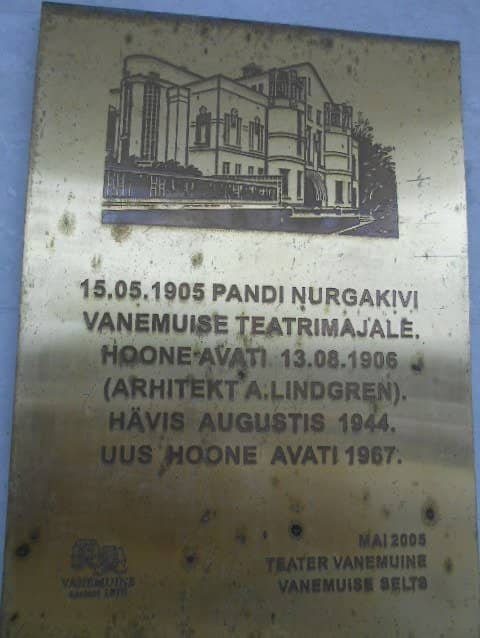 15.05.1905 PANDI NURGAKIVI
VANEMUISE TEATRIMAJALE.
HOONE AVATI 13.08.1906
(ARHITEKT A.LINDGREN).
HÄVIS AUGUSTIS 1944.
UUS HOONE AVATI 1967.
MAI 2005
TEATER VANEMUINE
VANEMUISE SELTS
VANEMUINE